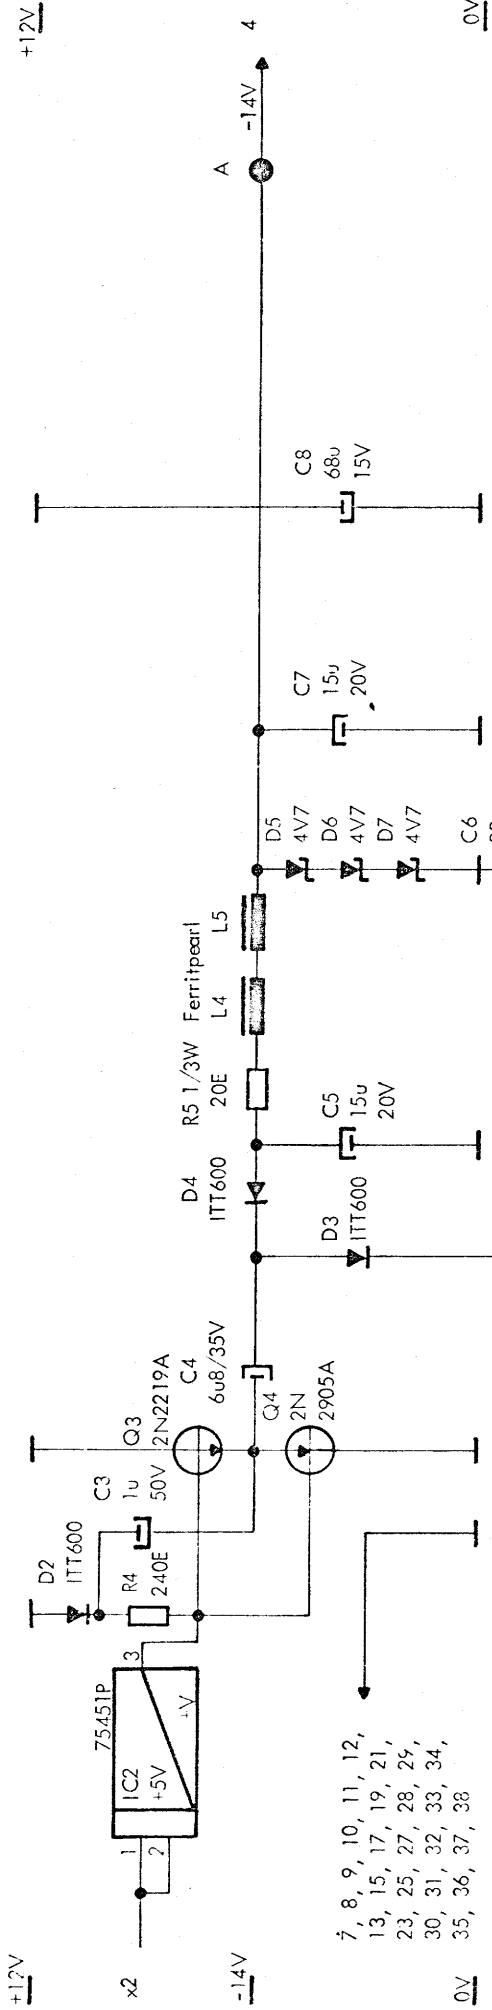 +12V
x2
-14V
0V
7, 8, 9, 10, 11, 12,
13, 15, 17, 19, 21,
23, 25, 27, 28, 29,
30, 31, 32, 33, 34,
35, 36, 37, 38
1
2
75451P
IC2
+5V
+V
3
D2
ITT600
R4
240E
C3
1u
50V
Q3
2N2219A
C4
6u8/35V
Q4
2N
2905A
D3
ITT600
D4
ITT600
C5
15u
20V
R5 1/3W
20E
Ferritpearl
L4
L5
D5
4V7
D6
4V7
D7
4V7
C6
C7
15u
20V
C8
68u
15V
A
-14V
4
+12V
0V